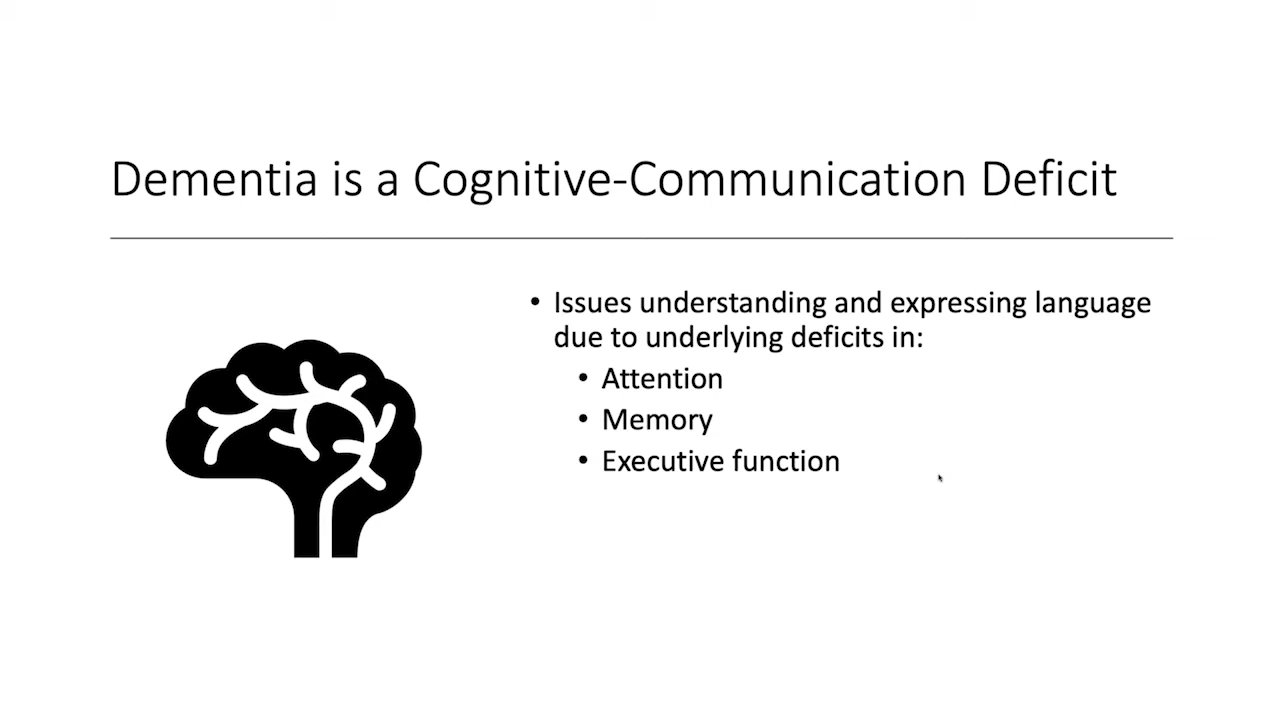 Dementia is a Cognitive-Communication Deficit
• Issues understanding and expressing language
due to underlying deficits in:
• Attention
• Memory
• Executive function